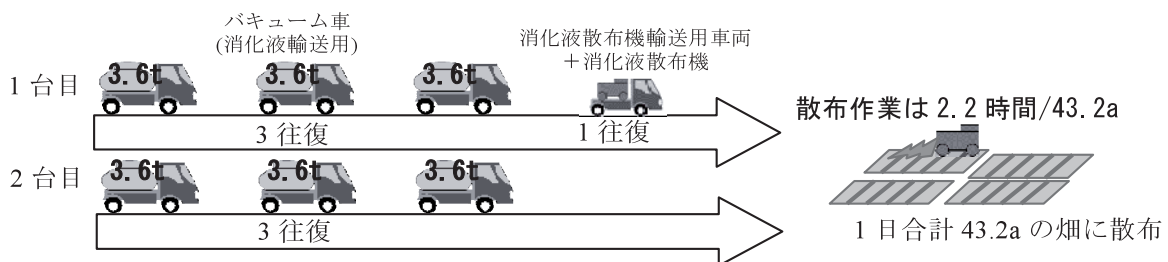 バキューム車
(消化液輸送用)
消化液散布機輸送用車両
＋消化液散布機
1台目
3.6t 3.6t 3.6t
3往復 1往復
散布作業は 2.2 時間/43.2a
2台目
3.6t 3.6t 3.6t
3往復
1日合計 43.2a の畑に散布